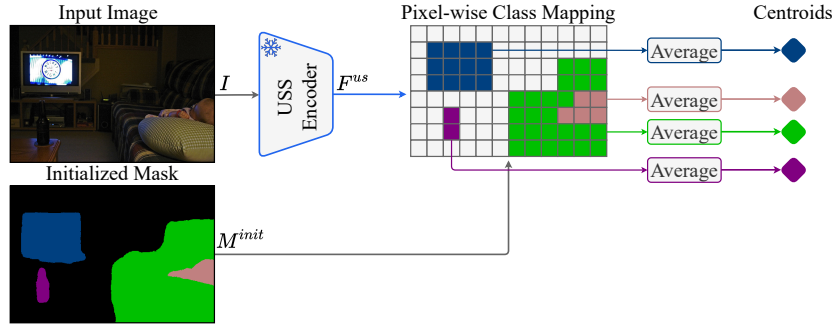 Input Image
Pixel-wise Class Mapping
Centroids
I
USS
Encoder
F^{us}
Average
Average
Average
Average
Initialized Mask
M^{init}